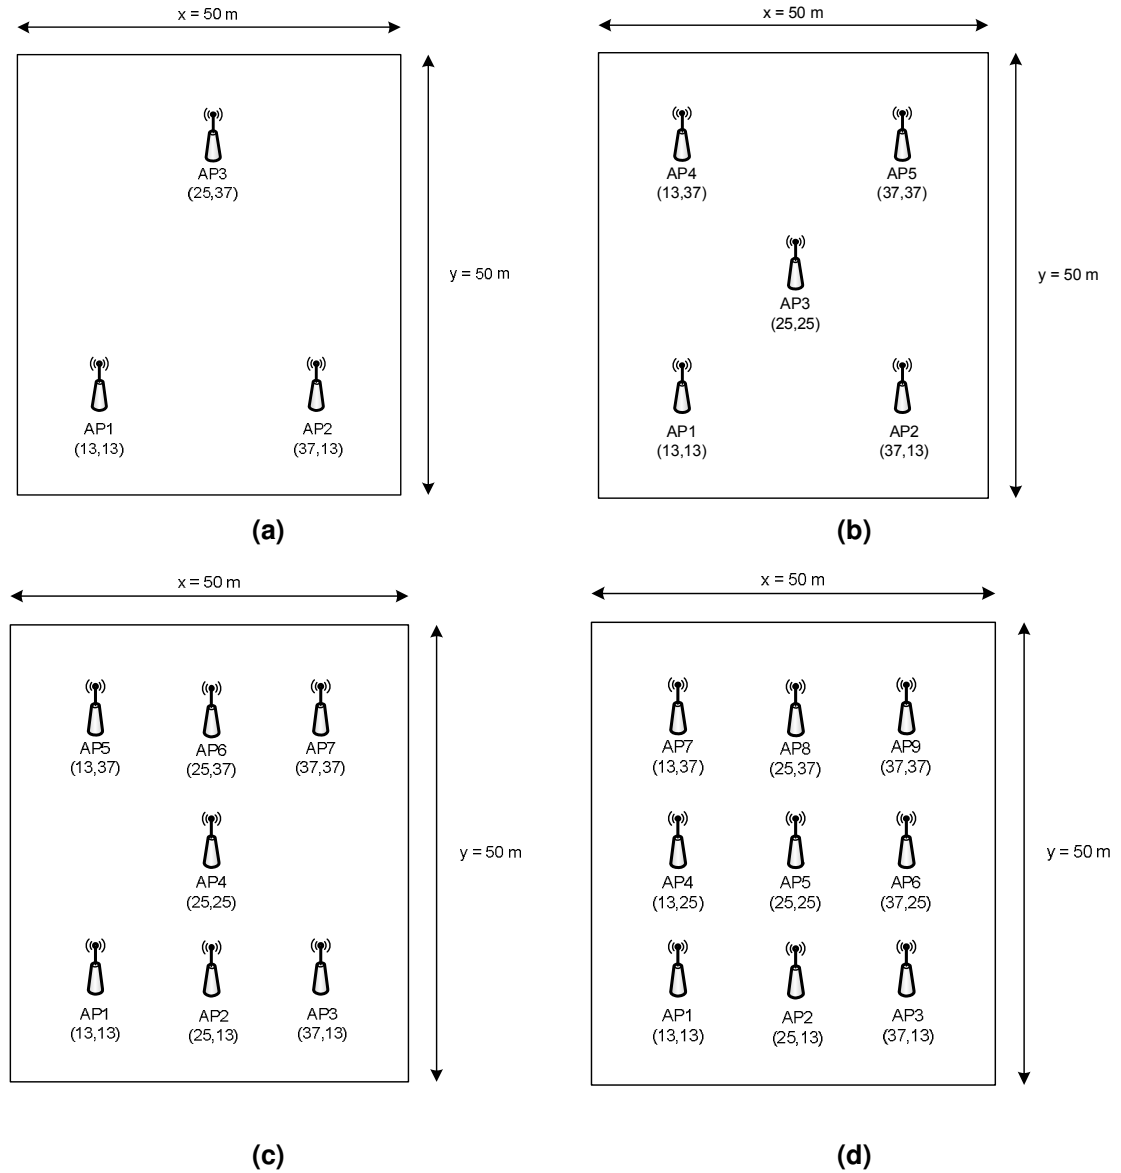 x = 50 m
AP3
(25,37)
y = 50 m
AP1
(13,13)
AP2
(37,13)
(a)
x = 50 m
AP4
(13,37)
AP5
(37,37)
AP3
(25,25)
y = 50 m
AP1
(13,13)
AP2
(37,13)
(b)
x = 50 m
AP5
(13,37)
AP6
(25,37)
AP7
(37,37)
AP4
(25,25)
y = 50 m
AP1
(13,13)
AP2
(25,13)
AP3
(37,13)
(c)
x = 50 m
AP7
(13,37)
AP8
(25,37)
AP9
(37,37)
AP4
(13,25)
AP5
(25,25)
AP6
(37,25)
y = 50 m
AP1
(13,13)
AP2
(25,13)
AP3
(37,13)
(d)